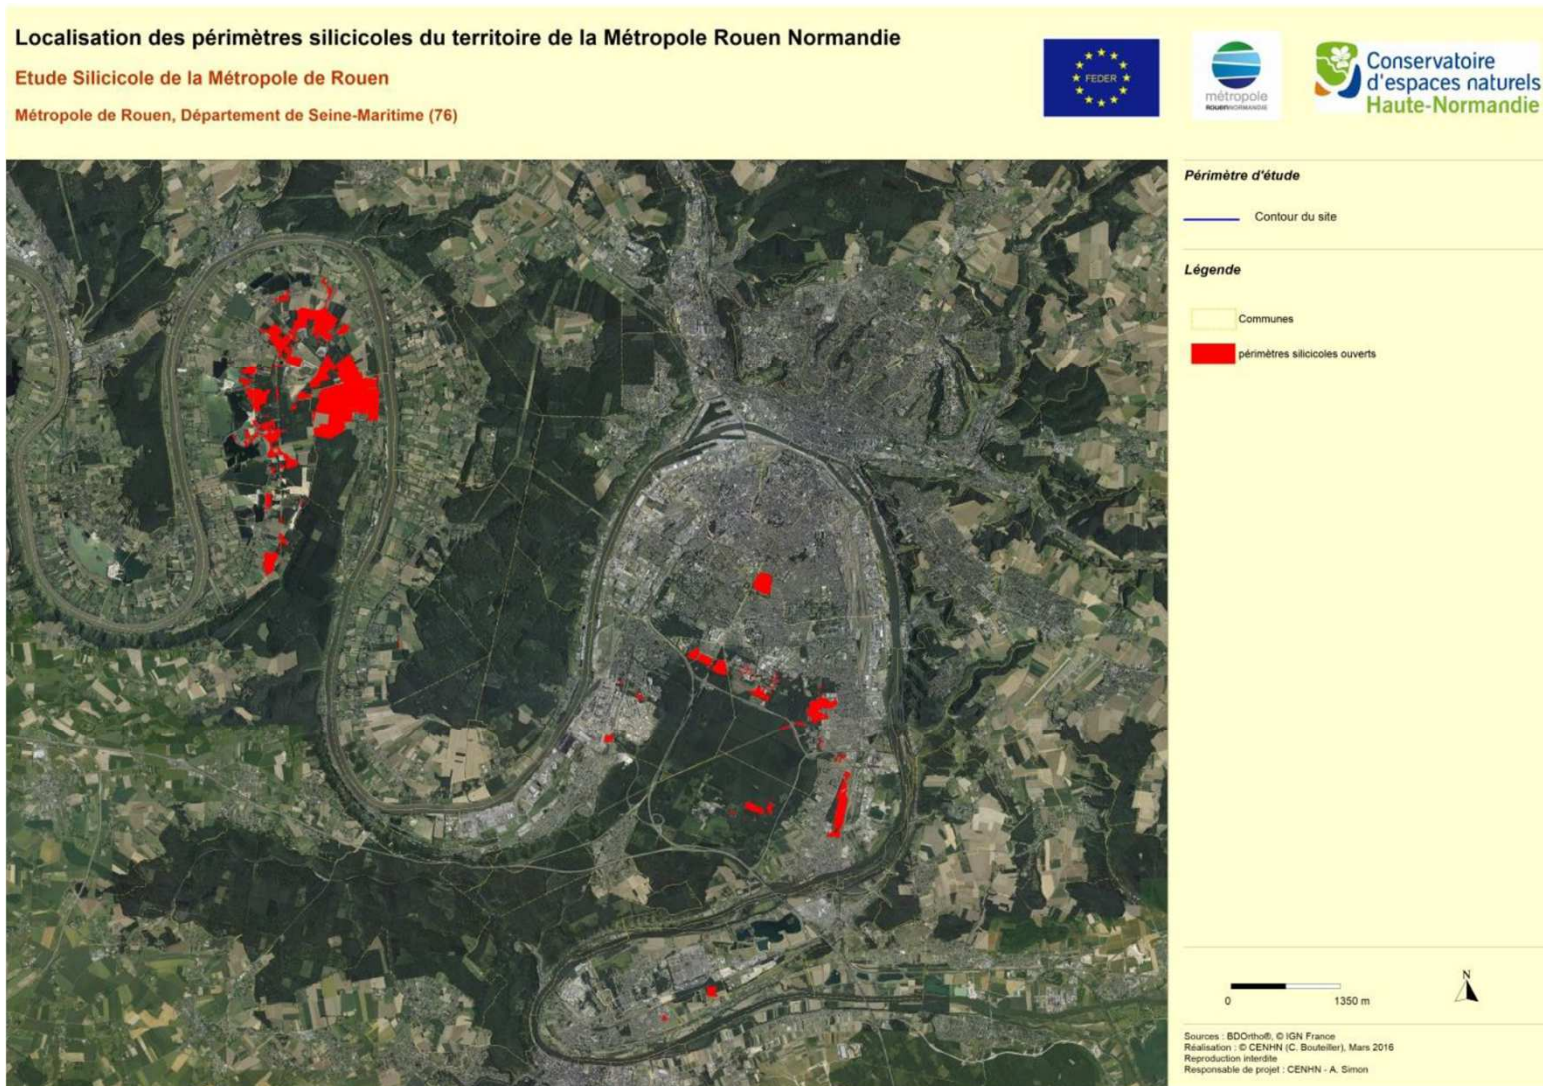 Localisation des périmètres silicicoles du territoire de la Métropole Rouen Normandie
Etude Silicicole de la Métropole de Rouen
Métropole de Rouen, Département de Seine-Maritime (76)
FEDER
métropole
ROUENNORMANDIE
Conservatoire
d'espaces naturels
Haute-Normandie
Périmètre d'étude
Contour du site
Légende
Communes
périmètres silicicoles ouverts
N
0 1350 m
Sources : BDOrtho®, © IGN France
Réalisation : © CENHN (C. Bouteiller), Mars 2016
Reproduction interdite
Responsable de projet : CENHN - A. Simon